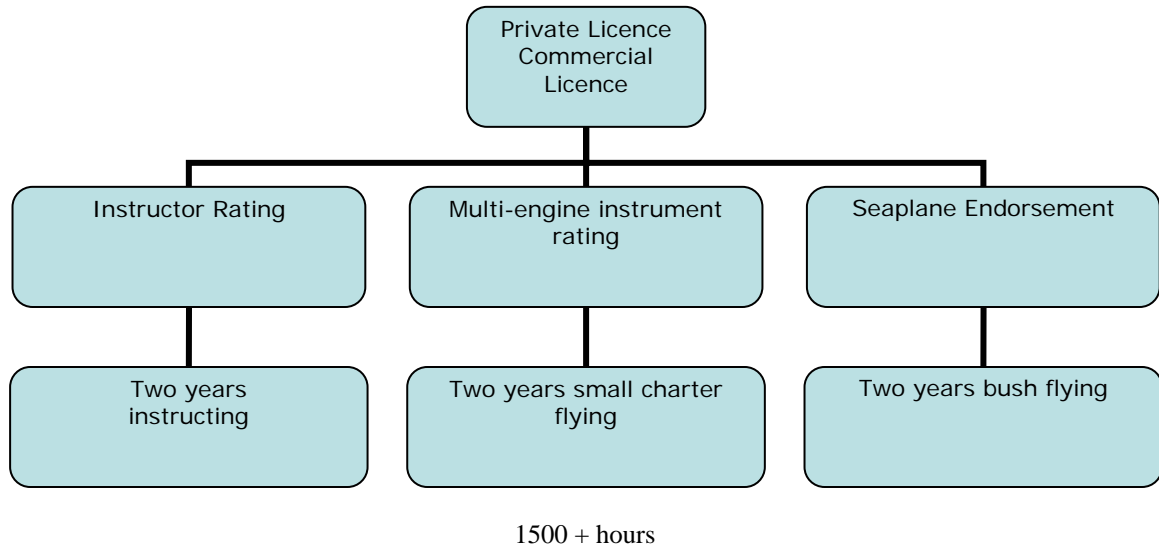 Private Licence
Commercial
Licence
Instructor Rating
Multi-engine instrument
rating
Seaplane Endorsement
Two years
instructing
Two years small charter
flying
Two years bush flying
1500 + hours